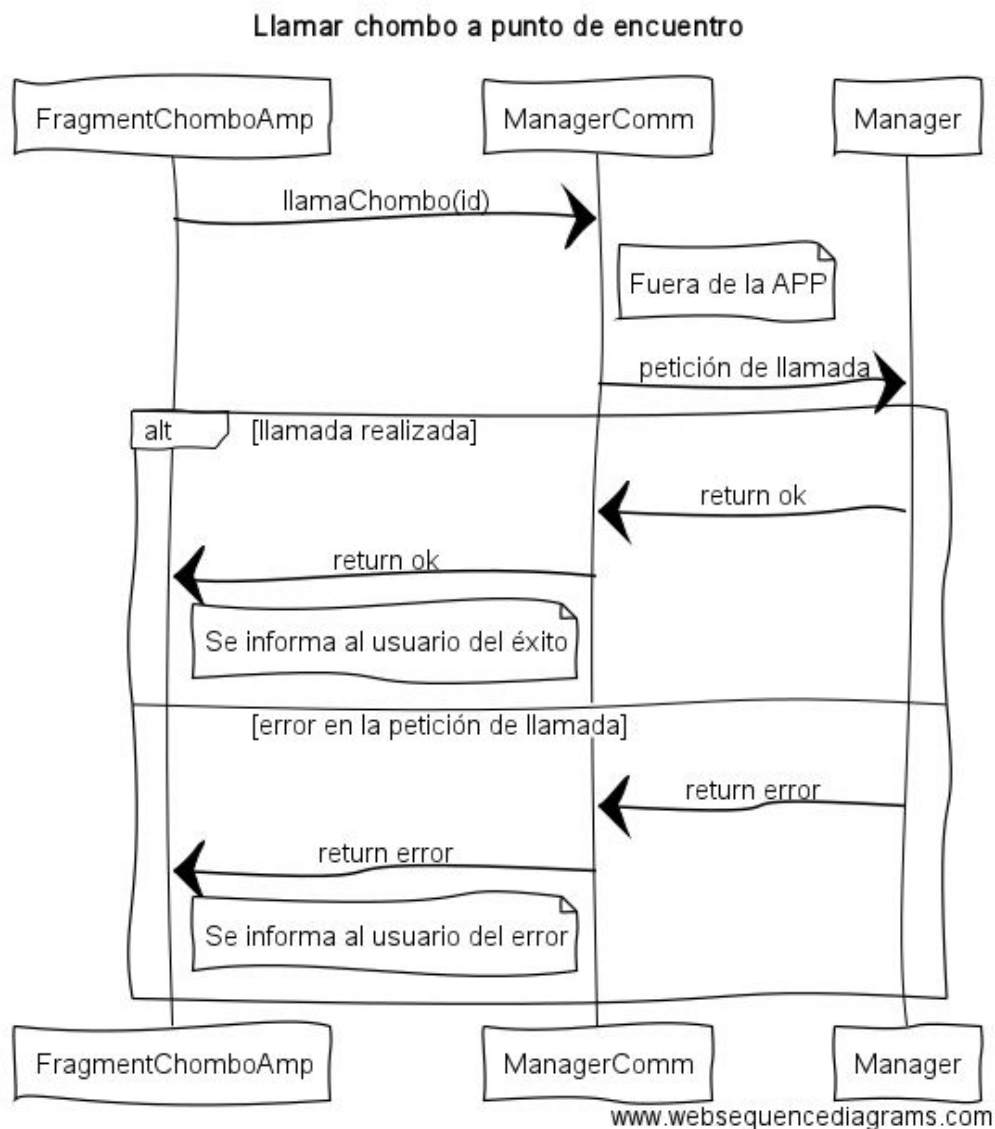 Llamar chombo a punto de encuentro
FragmentChomboAmp
ManagerComm
Manager
llamaChombo(id)
Fuera de la APP
petición de llamada
alt
[llamada realizada]
return ok
return ok
Se informa al usuario del éxito
[error en la petición de llamada]
return error
return error
Se informa al usuario del error
FragmentChomboAmp
ManagerComm
Manager
www.websequencediagrams.com